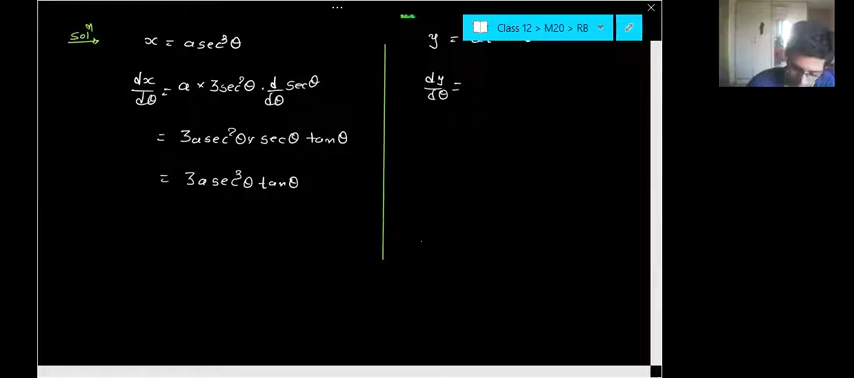 Solⁿ
x = a sec³θ
dx/dθ = a × 3sec²θ · d/dθ secθ
= 3a sec²θ × secθ tanθ
= 3a sec³θ tanθ
Class 12 > M20 > RB
y =
dy/dθ =